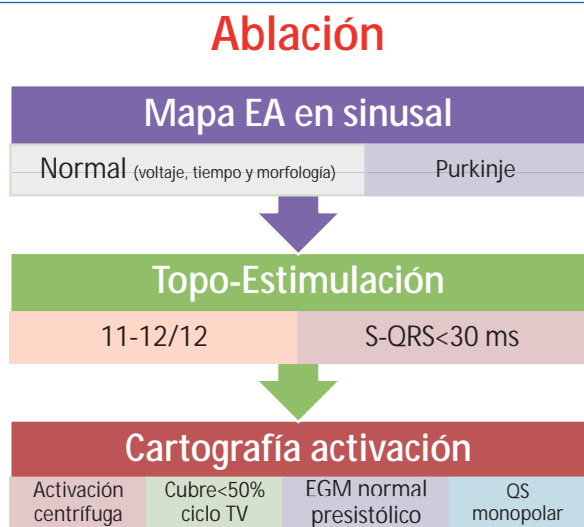 Ablación
Mapa EA en sinusal
Normal (voltaje, tiempo y morfología)
Purkinje
Topo-Estimulación
11-12/12
S-QRS<30 ms
Cartografía activación
Activación
centrífuga
Cubre<50%
ciclo TV
EGM normal
presistólico
QS
monopolar